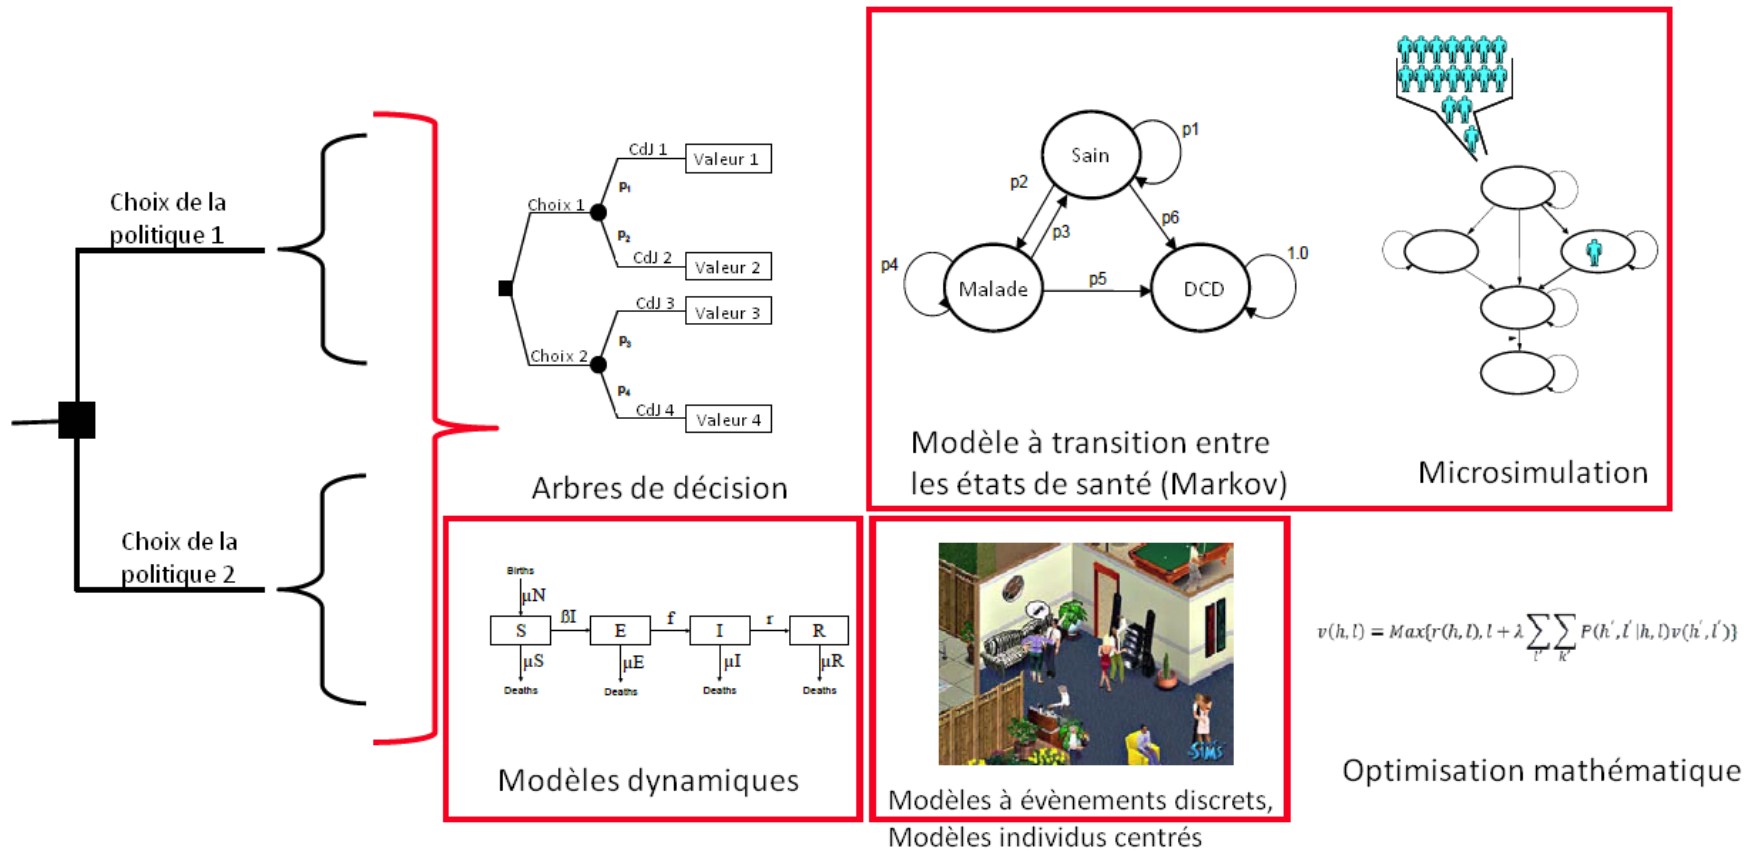 Choix de la
politique 1
Choix de la
politique 2
CdJ 1
Valeur 1
p₁
Choix 1
p₂
CdJ 2
Valeur 2
CdJ 3
Valeur 3
p₃
Choix 2
p₄
CdJ 4
Valeur 4
Arbres de décision
Sain
p1
p2
p3
p6
p4
Malade
p5
DCD
1.0
Modèle à transition entre
les états de santé (Markov)
Microsimulation
Births
µN
S
ßI
E
f
I
r
R
µS
µE
µI
µR
Deaths
Deaths
Deaths
Deaths
Modèles dynamiques
SIMS
Modèles à évènements discrets,
Modèles individus centrés
v(h,l) = Max{r(h,l), l + λ∑∑P(h′,l′|h,l)v(h′,l′)}
l′ k′
Optimisation mathématique